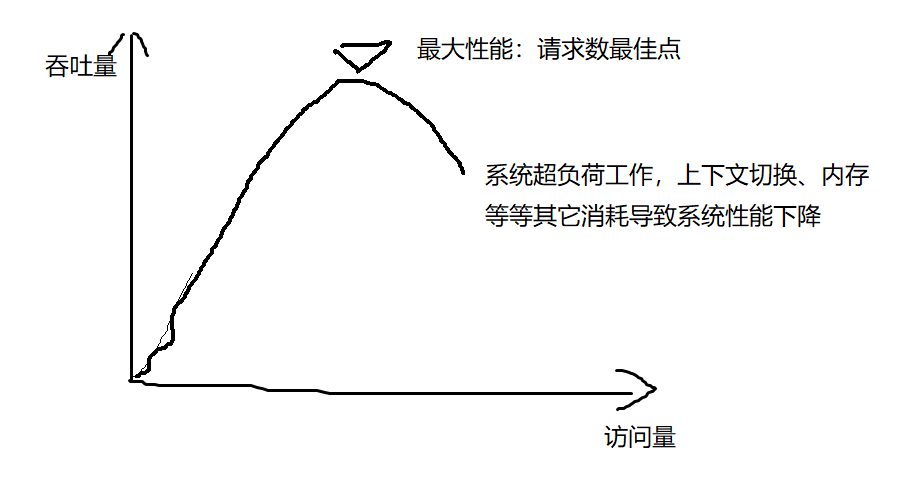 吞吐量
最大性能：请求数最佳点
系统超负荷工作，上下文切换、内存
等等其它消耗导致系统性能下降
访问量